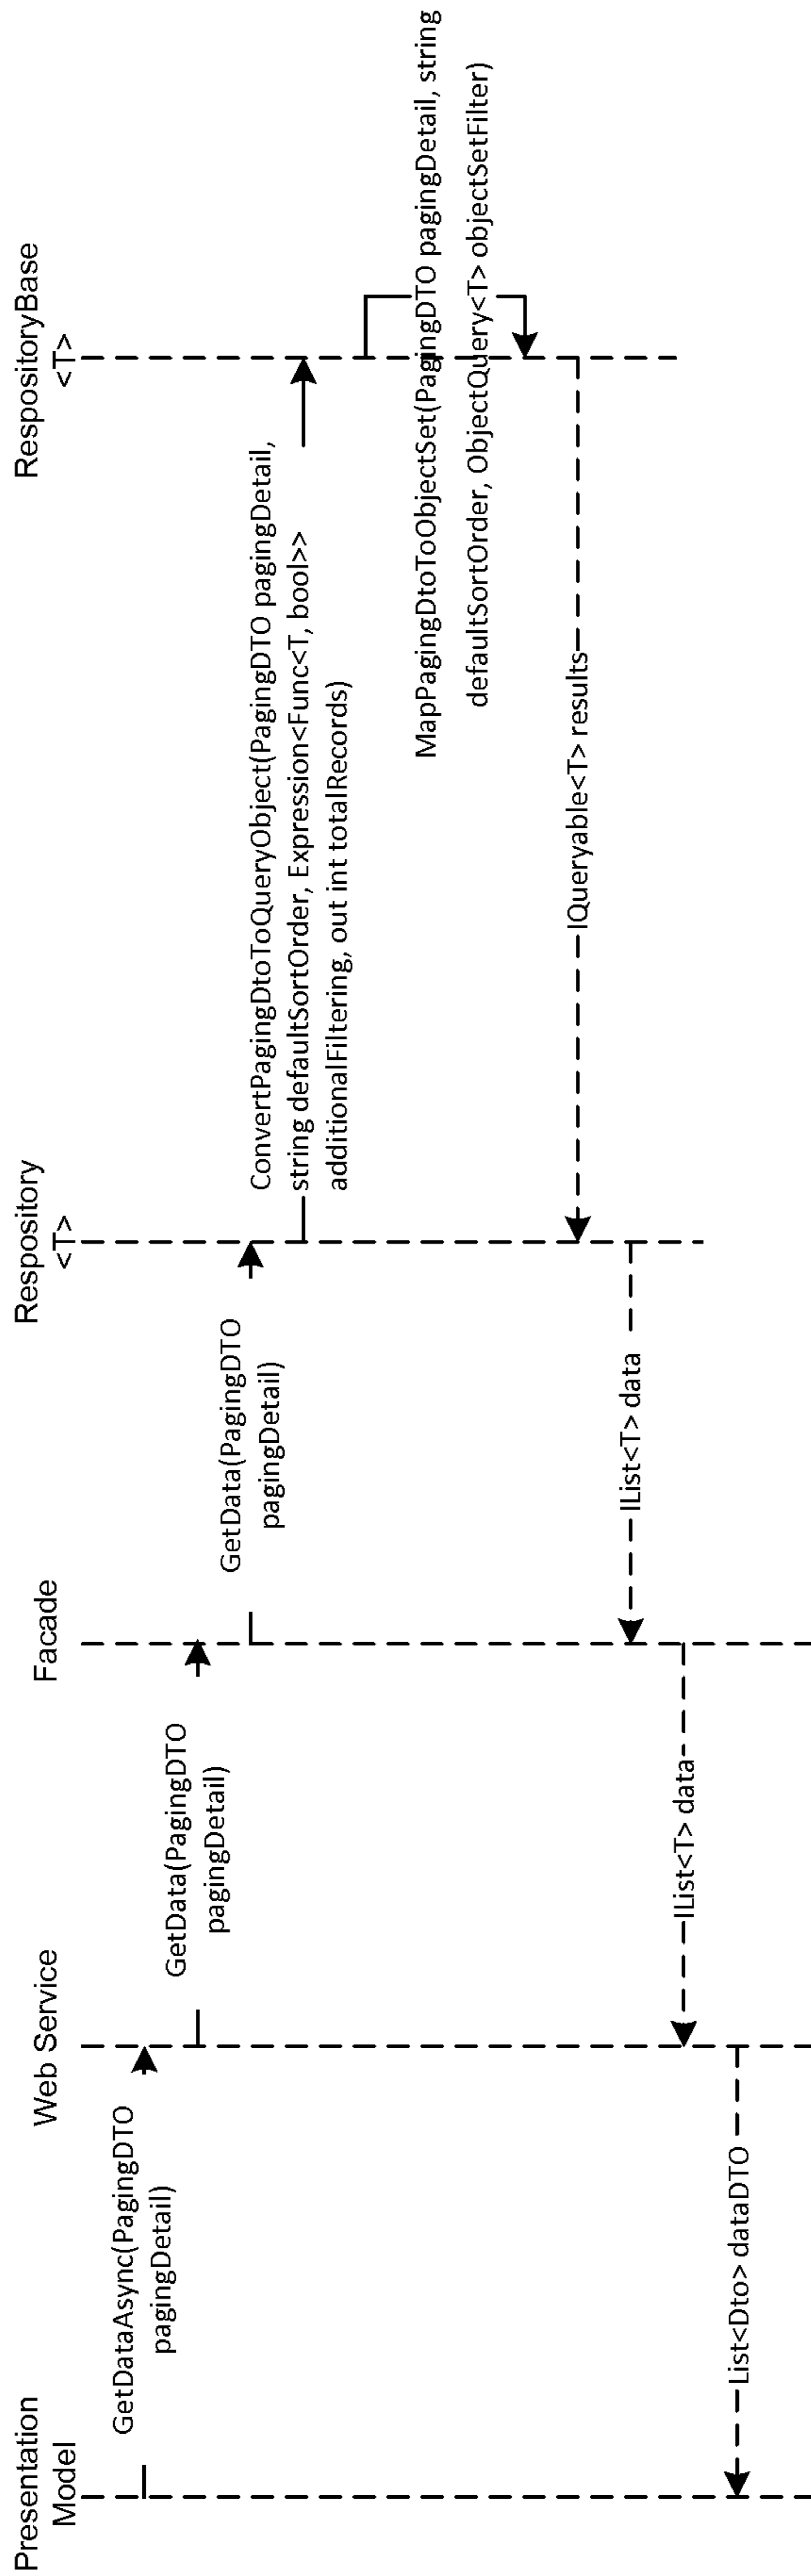 Presentation
Model
Web Service
Facade
Respository
<T>
RespositoryBase
<T>
GetDataAsync(PagingDTO
pagingDetail)
GetData(PagingDTO
pagingDetail)
GetData(PagingDTO
pagingDetail)
ConvertPagingDtoToQueryObject(PagingDTO pagingDetail,
string defaultSortOrder, Expression<Func<T, bool>>
additionalFiltering, out int totalRecords)
MapPagingDtoToObjectSet(PagingDTO pagingDetail, string
defaultSortOrder, ObjectQuery<T> objectSetFilter)
IQueryable<T> results
IList<T> data
IList<T> data
List<Dto> dataDTO